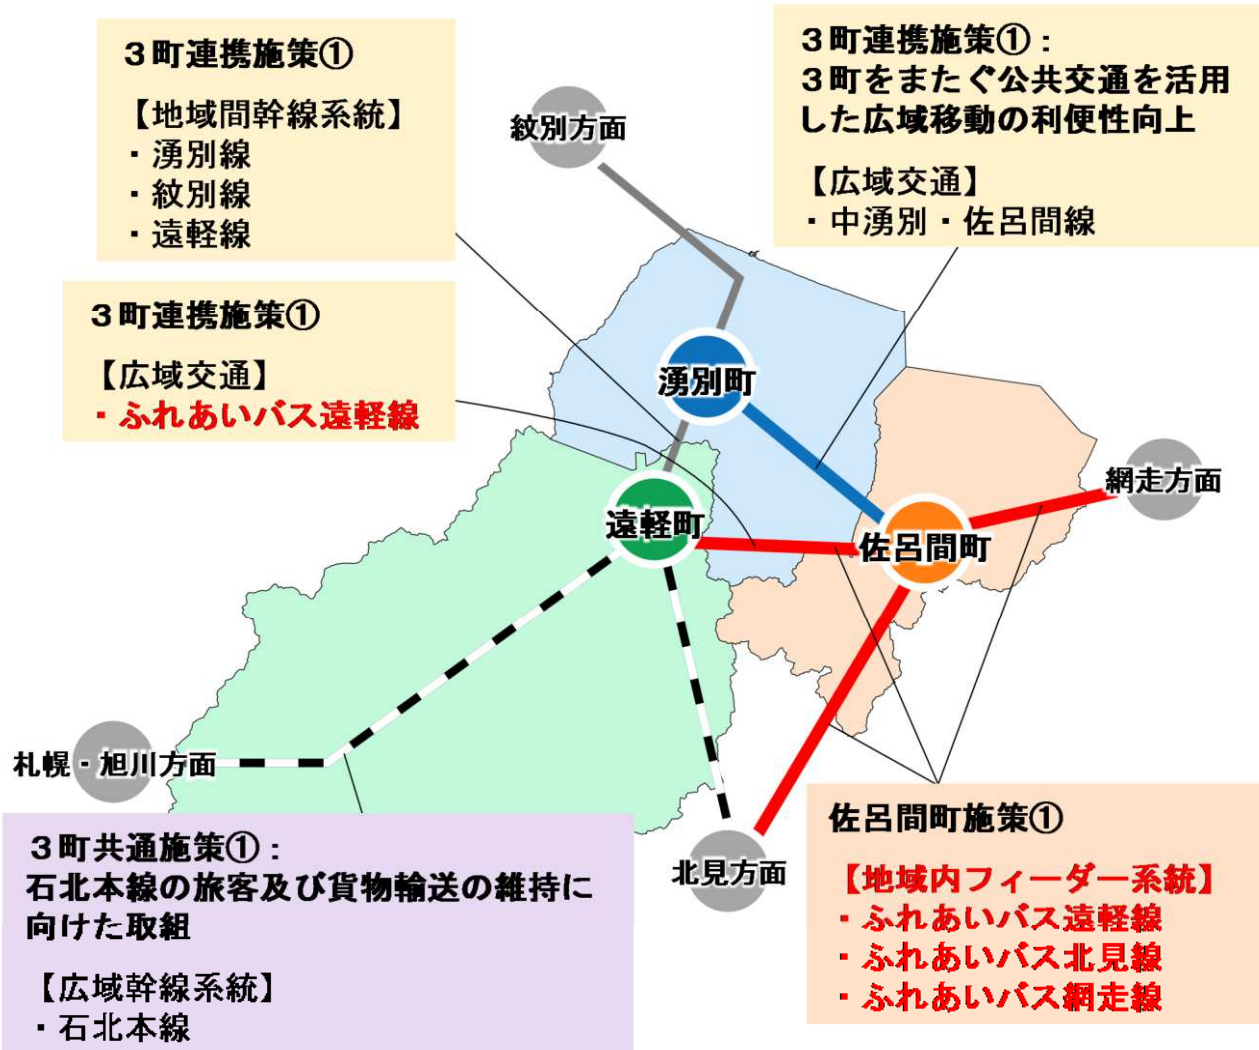 ３町連携施策①
【地域間幹線系統】
・湧別線
・紋別線
・遠軽線
３町連携施策①：
３町をまたぐ公共交通を活用
した広域移動の利便性向上
【広域交通】
・中湧別・佐呂間線
紋別方面
３町連携施策①
【広域交通】
・ふれあいバス遠軽線
湧別町
網走方面
遠軽町
佐呂間町
札幌・旭川方面
北見方面
３町共通施策①：
石北本線の旅客及び貨物輸送の維持に
向けた取組
【広域幹線系統】
・石北本線
佐呂間町施策①
【地域内フィーダー系統】
・ふれあいバス遠軽線
・ふれあいバス北見線
・ふれあいバス網走線